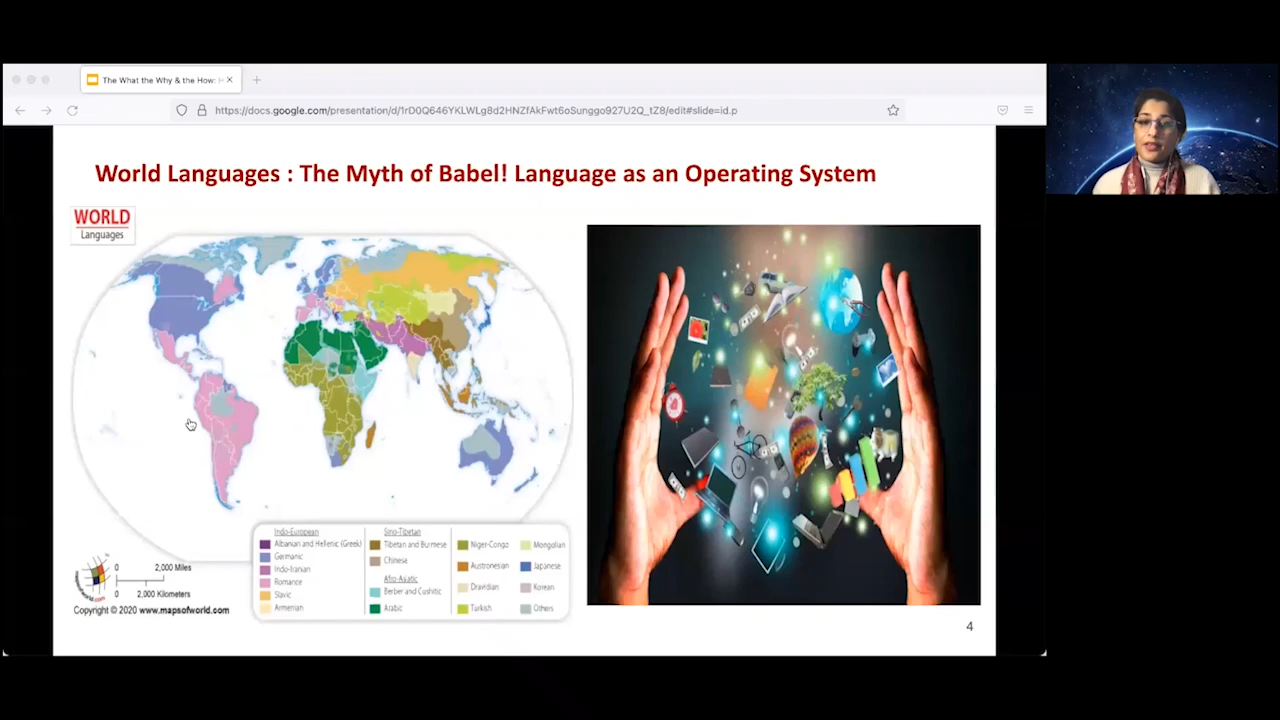 The What the Why & the How:
https://docs.google.com/presentation/d/1rD0Q646YKLWLg8d2HNZfAkFwt6oSunggo927U2Q_tZ8/edit#slide=id.p
World Languages : The Myth of Babel! Language as an Operating System
WORLD
Languages
0 2,000 Miles
0 2,000 Kilometers
Copyright © 2020 www.mapsofworld.com
Indo-European
Albanian and Hellenic (Greek)
Germanic
Indo-Iranian
Romance
Slavic
Armenian
Sino-Tibetan
Tibetan and Burmese
Chinese
Afro-Asiatic
Berber and Cushitic
Arabic
Niger-Congo
Austronesian
Dravidian
Turkish
Mongolian
Japanese
Korean
Others
4